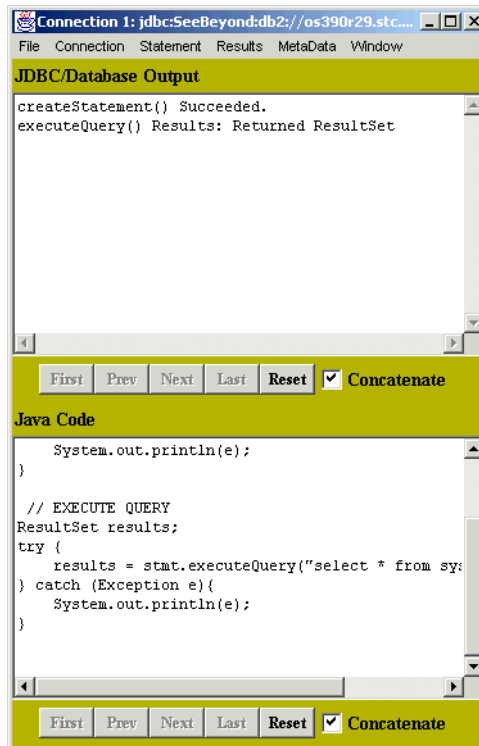 Connection 1: jdbc:SeeBeyond:db2://os390r29.stc....
File Connection Statement Results MetaData Window
JDBC/Database Output
createStatement() Succeeded.
executeQuery() Results: Returned ResultSet
First Prev Next Last Reset Concatenate
Java Code
System.out.println(e);
}
// EXECUTE QUERY
ResultSet results;
try {
results = stmt.executeQuery("select * from sys
} catch (Exception e){
System.out.println(e);
}
First Prev Next Last Reset Concatenate